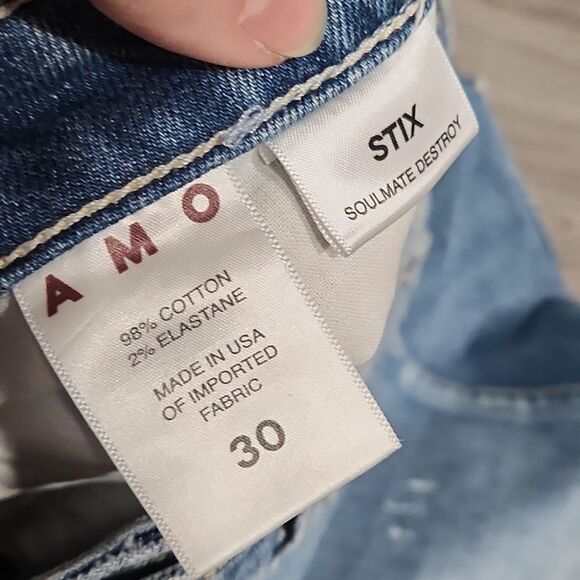 AMO
98% COTTON
2% ELASTANE
MADE IN USA
OF IMPORTED
FABRIC
30
STIX
SOULMATE DESTROY